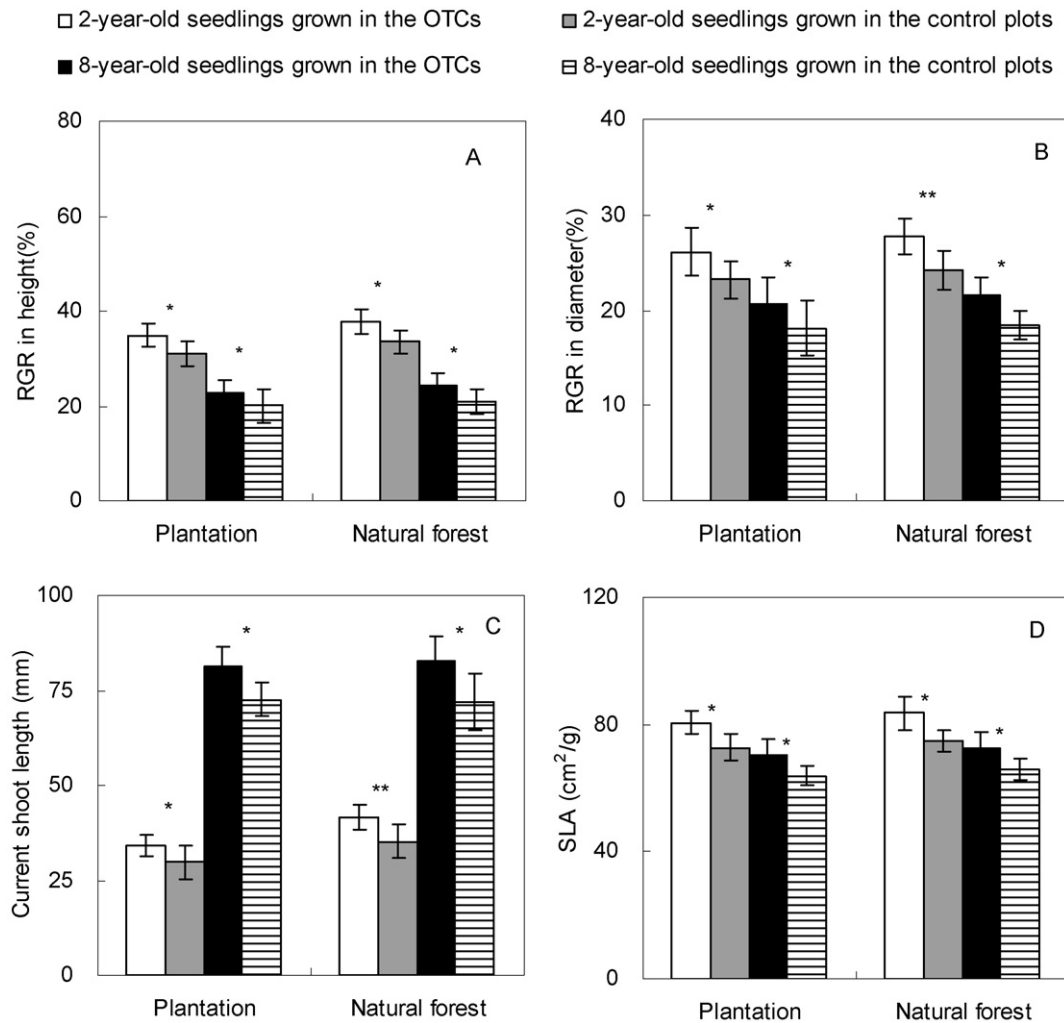 2-year-old seedlings grown in the OTCs
2-year-old seedlings grown in the control plots
8-year-old seedlings grown in the OTCs
8-year-old seedlings grown in the control plots
A
RGR in height(%)
80
60
40
20
0
*
*
*
*
Plantation
Natural forest
B
RGR in diameter(%)
40
30
20
10
0
*
*
**
*
Plantation
Natural forest
C
Current shoot length (mm)
100
75
50
25
0
*
*
**
*
Plantation
Natural forest
D
SLA (cm²/g)
120
80
40
0
*
*
*
*
Plantation
Natural forest